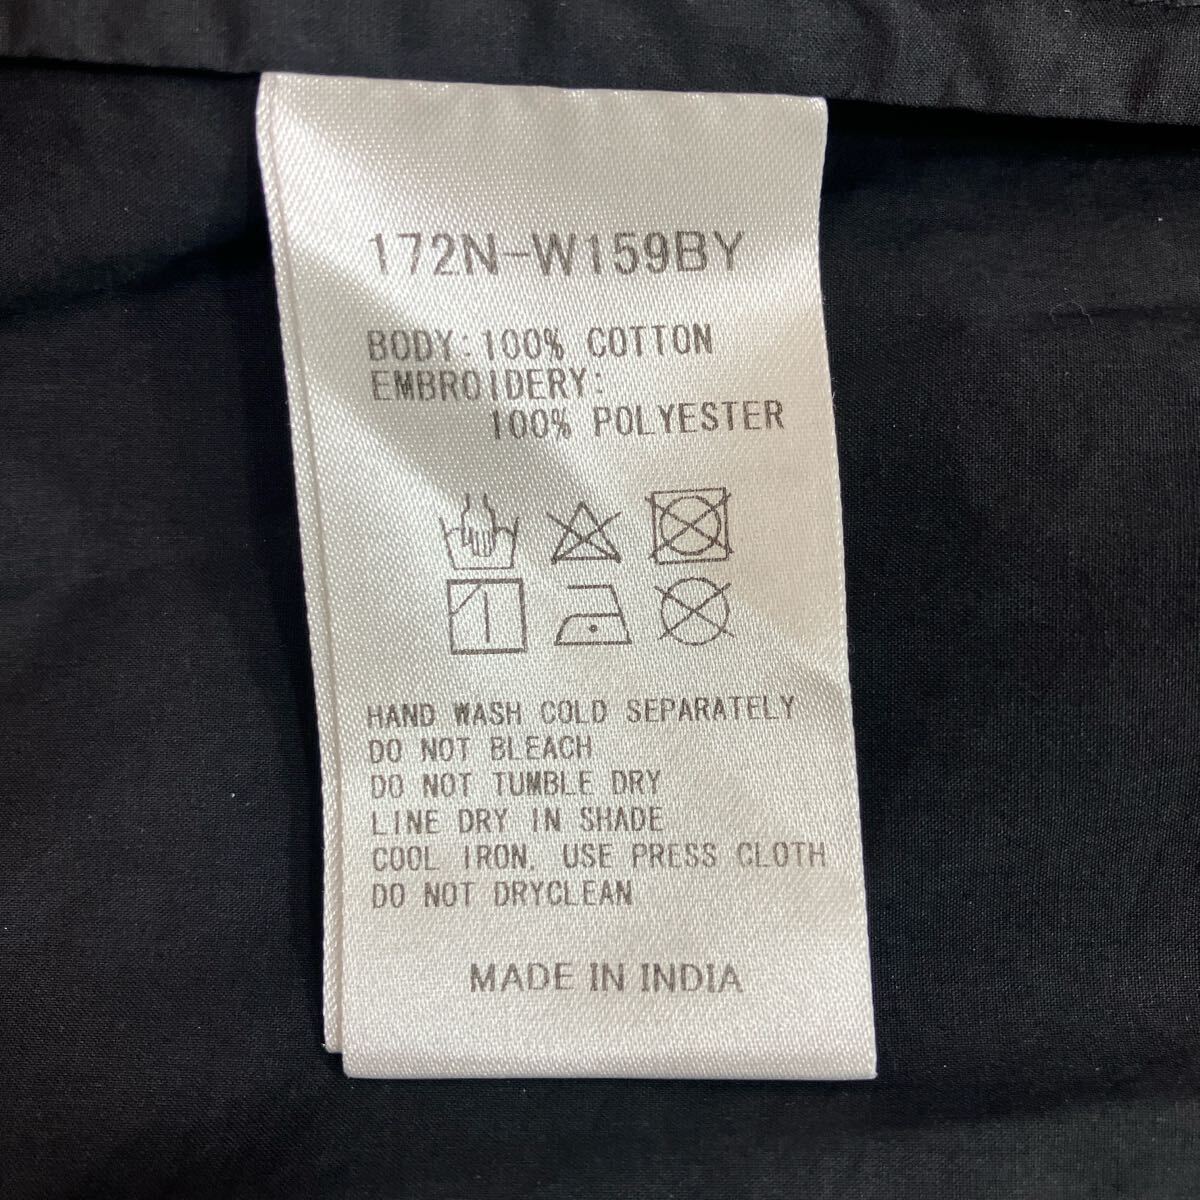 172N-W159BY
BODY:100% COTTON
EMBROIDERY:
100% POLYESTER
HAND WASH COLD SEPARATELY
DO NOT BLEACH
DO NOT TUMBLE DRY
LINE DRY IN SHADE
COOL IRON. USE PRESS CLOTH
DO NOT DRYCLEAN
MADE IN INDIA